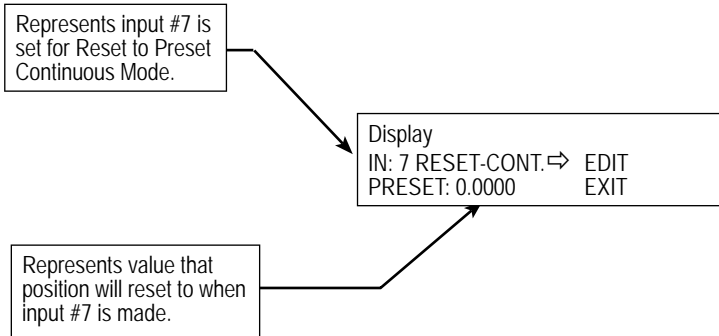 Represents input #7 is
set for Reset to Preset
Continuous Mode.
Display
IN: 7 RESET-CONT.⇨ EDIT
PRESET: 0.0000 EXIT
Represents value that
position will reset to when
input #7 is made.